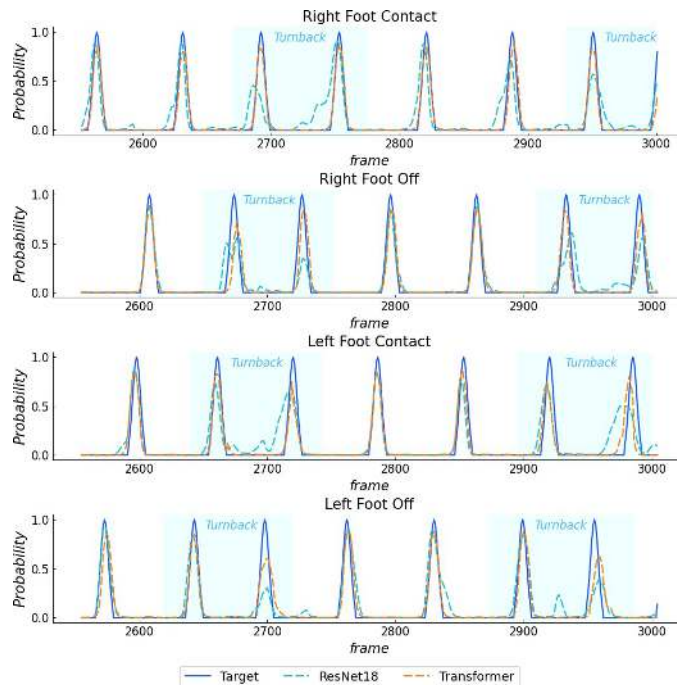 Right Foot Contact
Turnback Turnback
1.0
0.5
0.0
Probability
2600 2700 2800 2900 3000
frame
Right Foot Off
Turnback Turnback
1.0
0.5
0.0
Probability
2600 2700 2800 2900 3000
frame
Left Foot Contact
Turnback Turnback
1.0
0.5
0.0
Probability
2600 2700 2800 2900 3000
frame
Left Foot Off
Turnback Turnback
1.0
0.5
0.0
Probability
2600 2700 2800 2900 3000
frame
Target ResNet18 Transformer